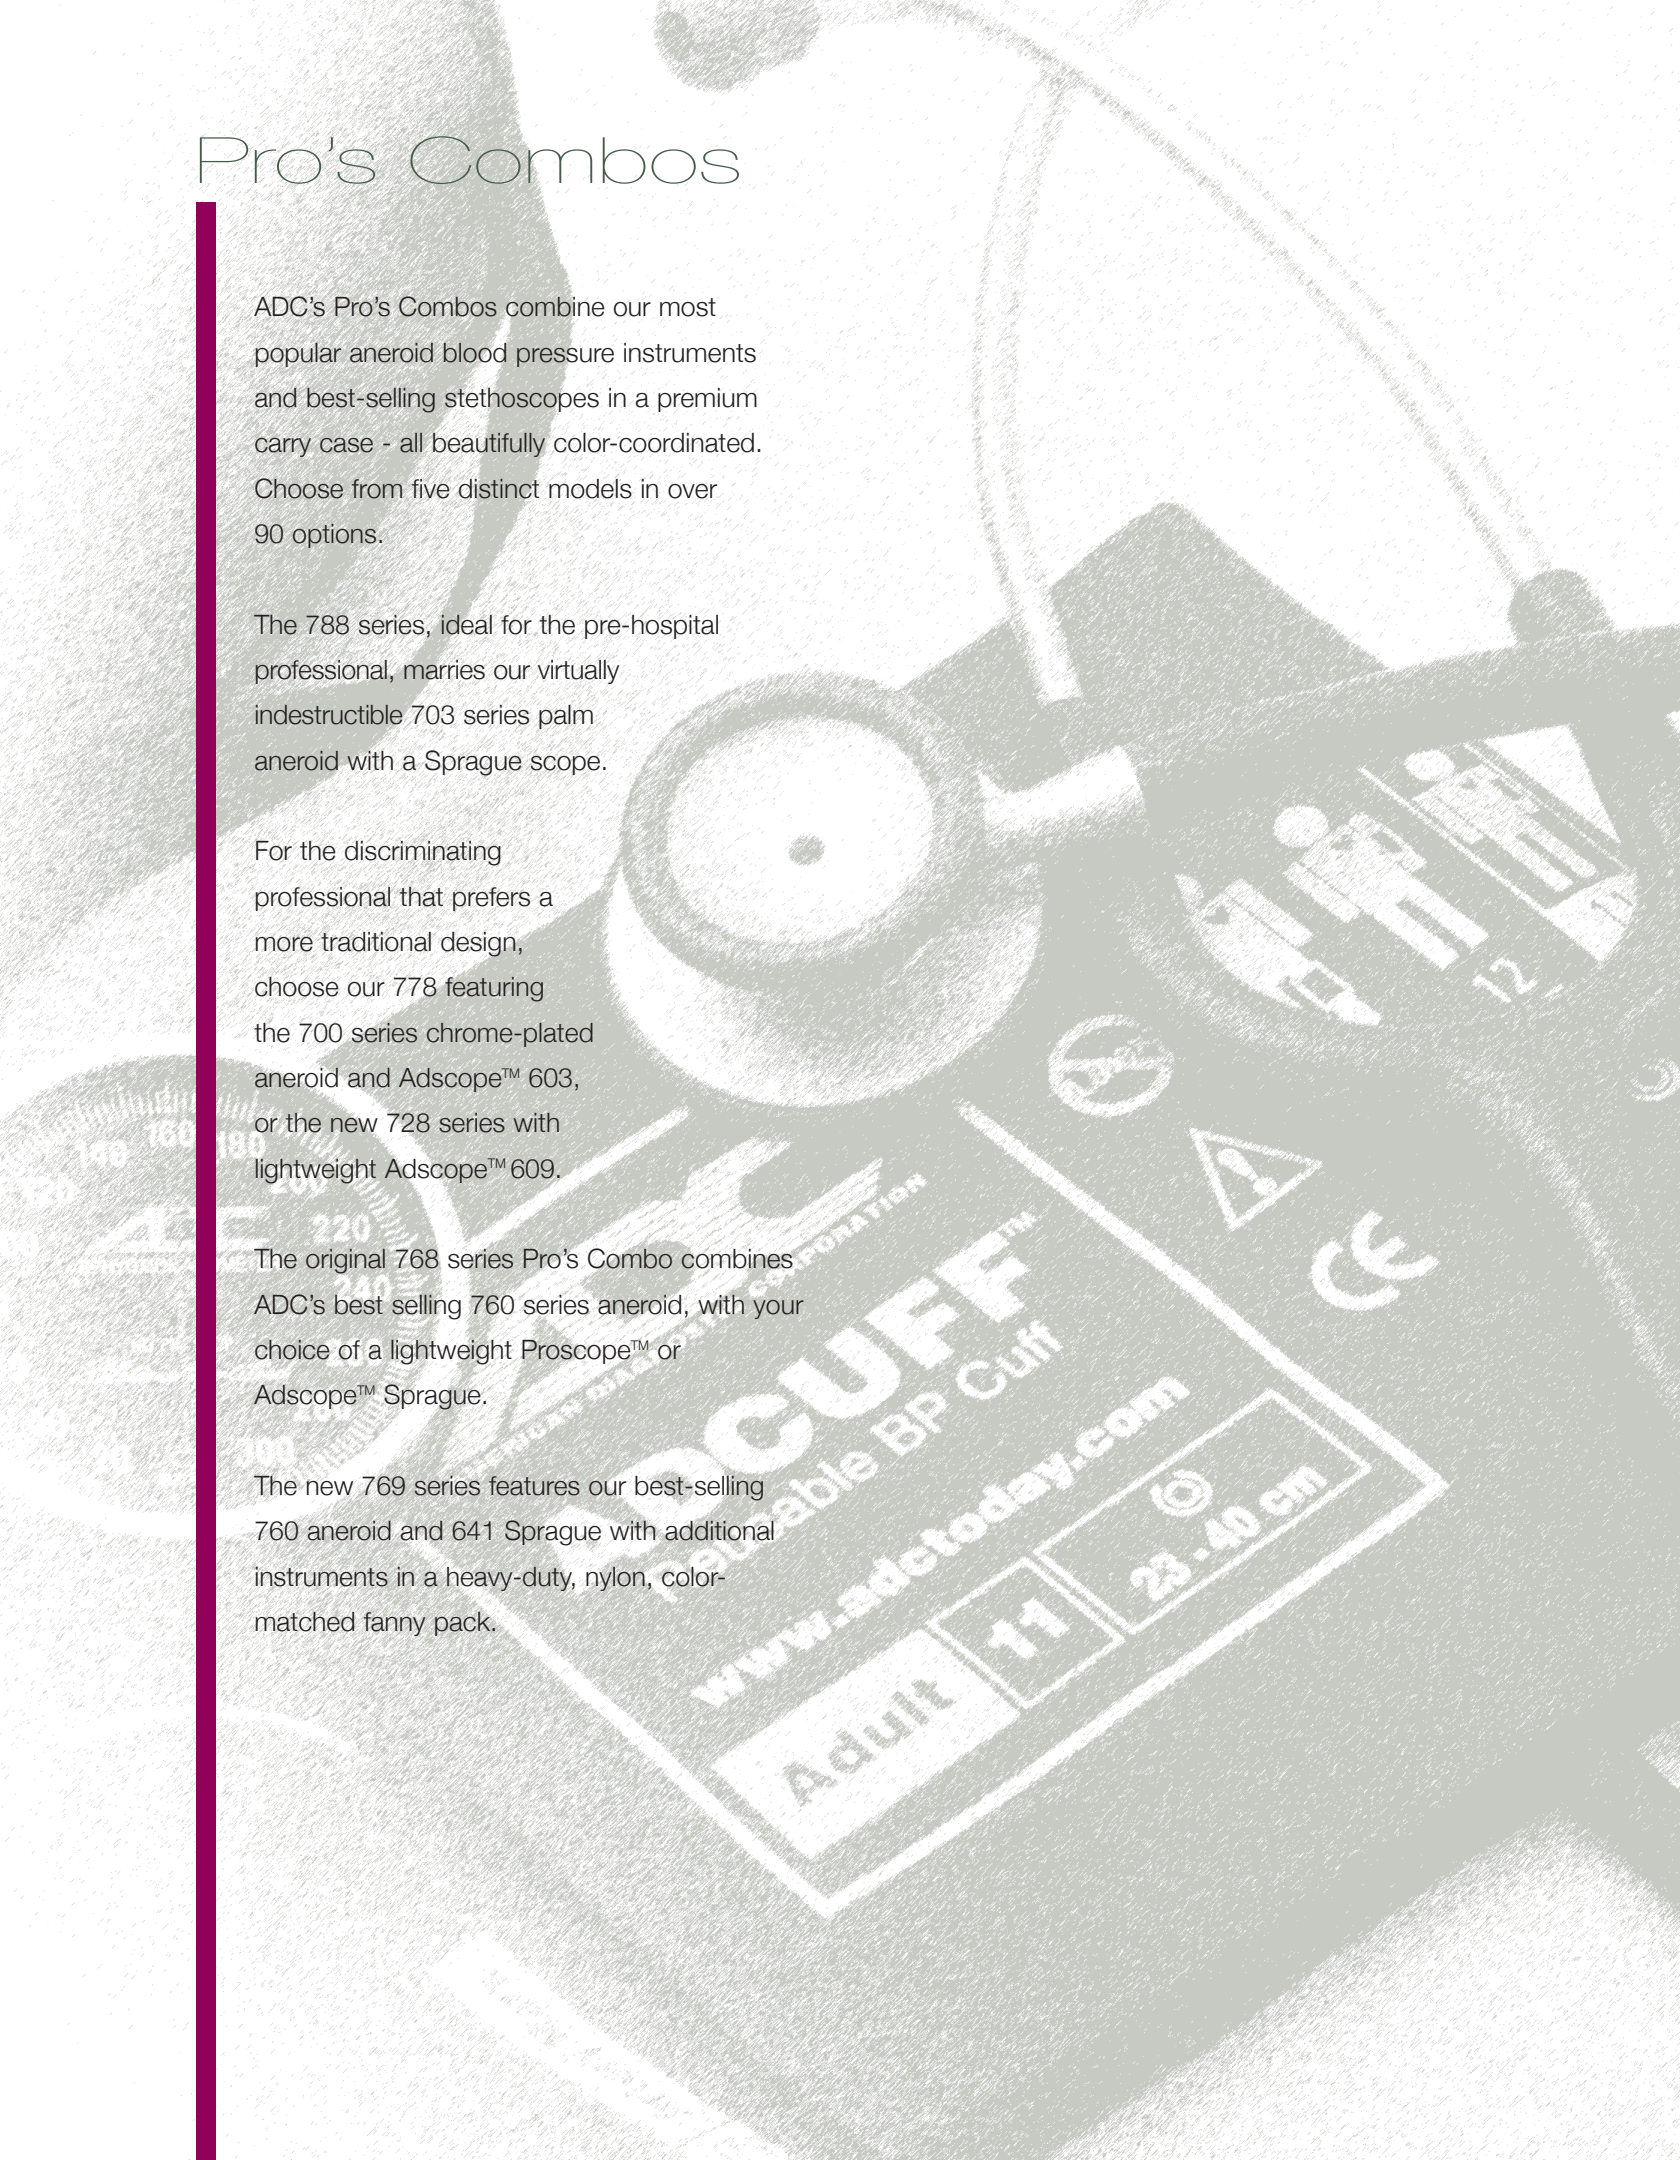 Pro’s Combos
ADC’s Pro’s Combos combine our most
popular aneroid blood pressure instruments
and best-selling stethoscopes in a premium
carry case - all beautifully color-coordinated.
Choose from five distinct models in over
90 options.
The 788 series, ideal for the pre-hospital
professional, marries our virtually
indestructible 703 series palm
aneroid with a Sprague scope.
For the discriminating
professional that prefers a
more traditional design,
choose our 778 featuring
the 700 series chrome-plated
aneroid and Adscope™ 603,
or the new 728 series with
lightweight Adscope™ 609.
The original 768 series Pro’s Combo combines
ADC’s best selling 760 series aneroid, with your
choice of a lightweight Proscope™ or
Adscope™ Sprague.
The new 769 series features our best-selling
760 aneroid and 641 Sprague with additional
instruments in a heavy-duty, nylon, color-
matched fanny pack.
140 160 180
220
300
12
CE
ADCUFF™
Reusable BP Cuff
www.adctoday.com
Adult 11 23 - 40 cm